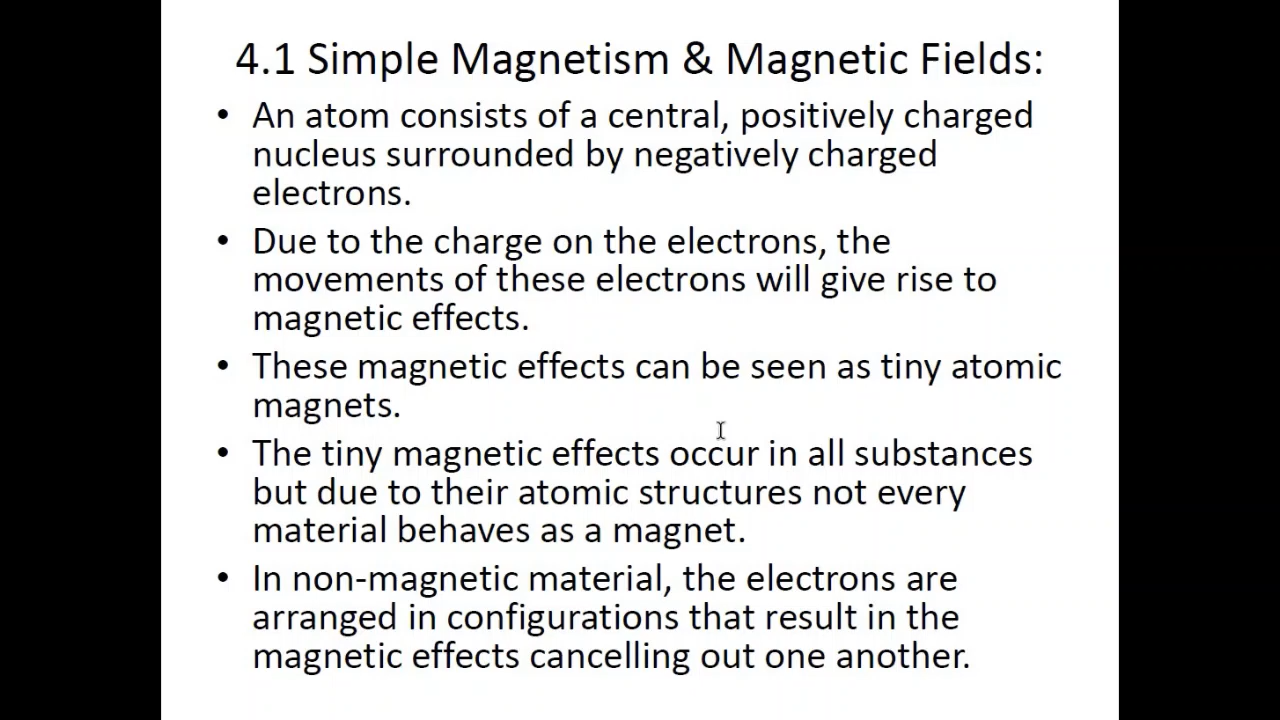 4.1 Simple Magnetism & Magnetic Fields:
• An atom consists of a central, positively charged
nucleus surrounded by negatively charged
electrons.
• Due to the charge on the electrons, the
movements of these electrons will give rise to
magnetic effects.
• These magnetic effects can be seen as tiny atomic
magnets.
• The tiny magnetic effects occur in all substances
but due to their atomic structures not every
material behaves as a magnet.
• In non-magnetic material, the electrons are
arranged in configurations that result in the
magnetic effects cancelling out one another.